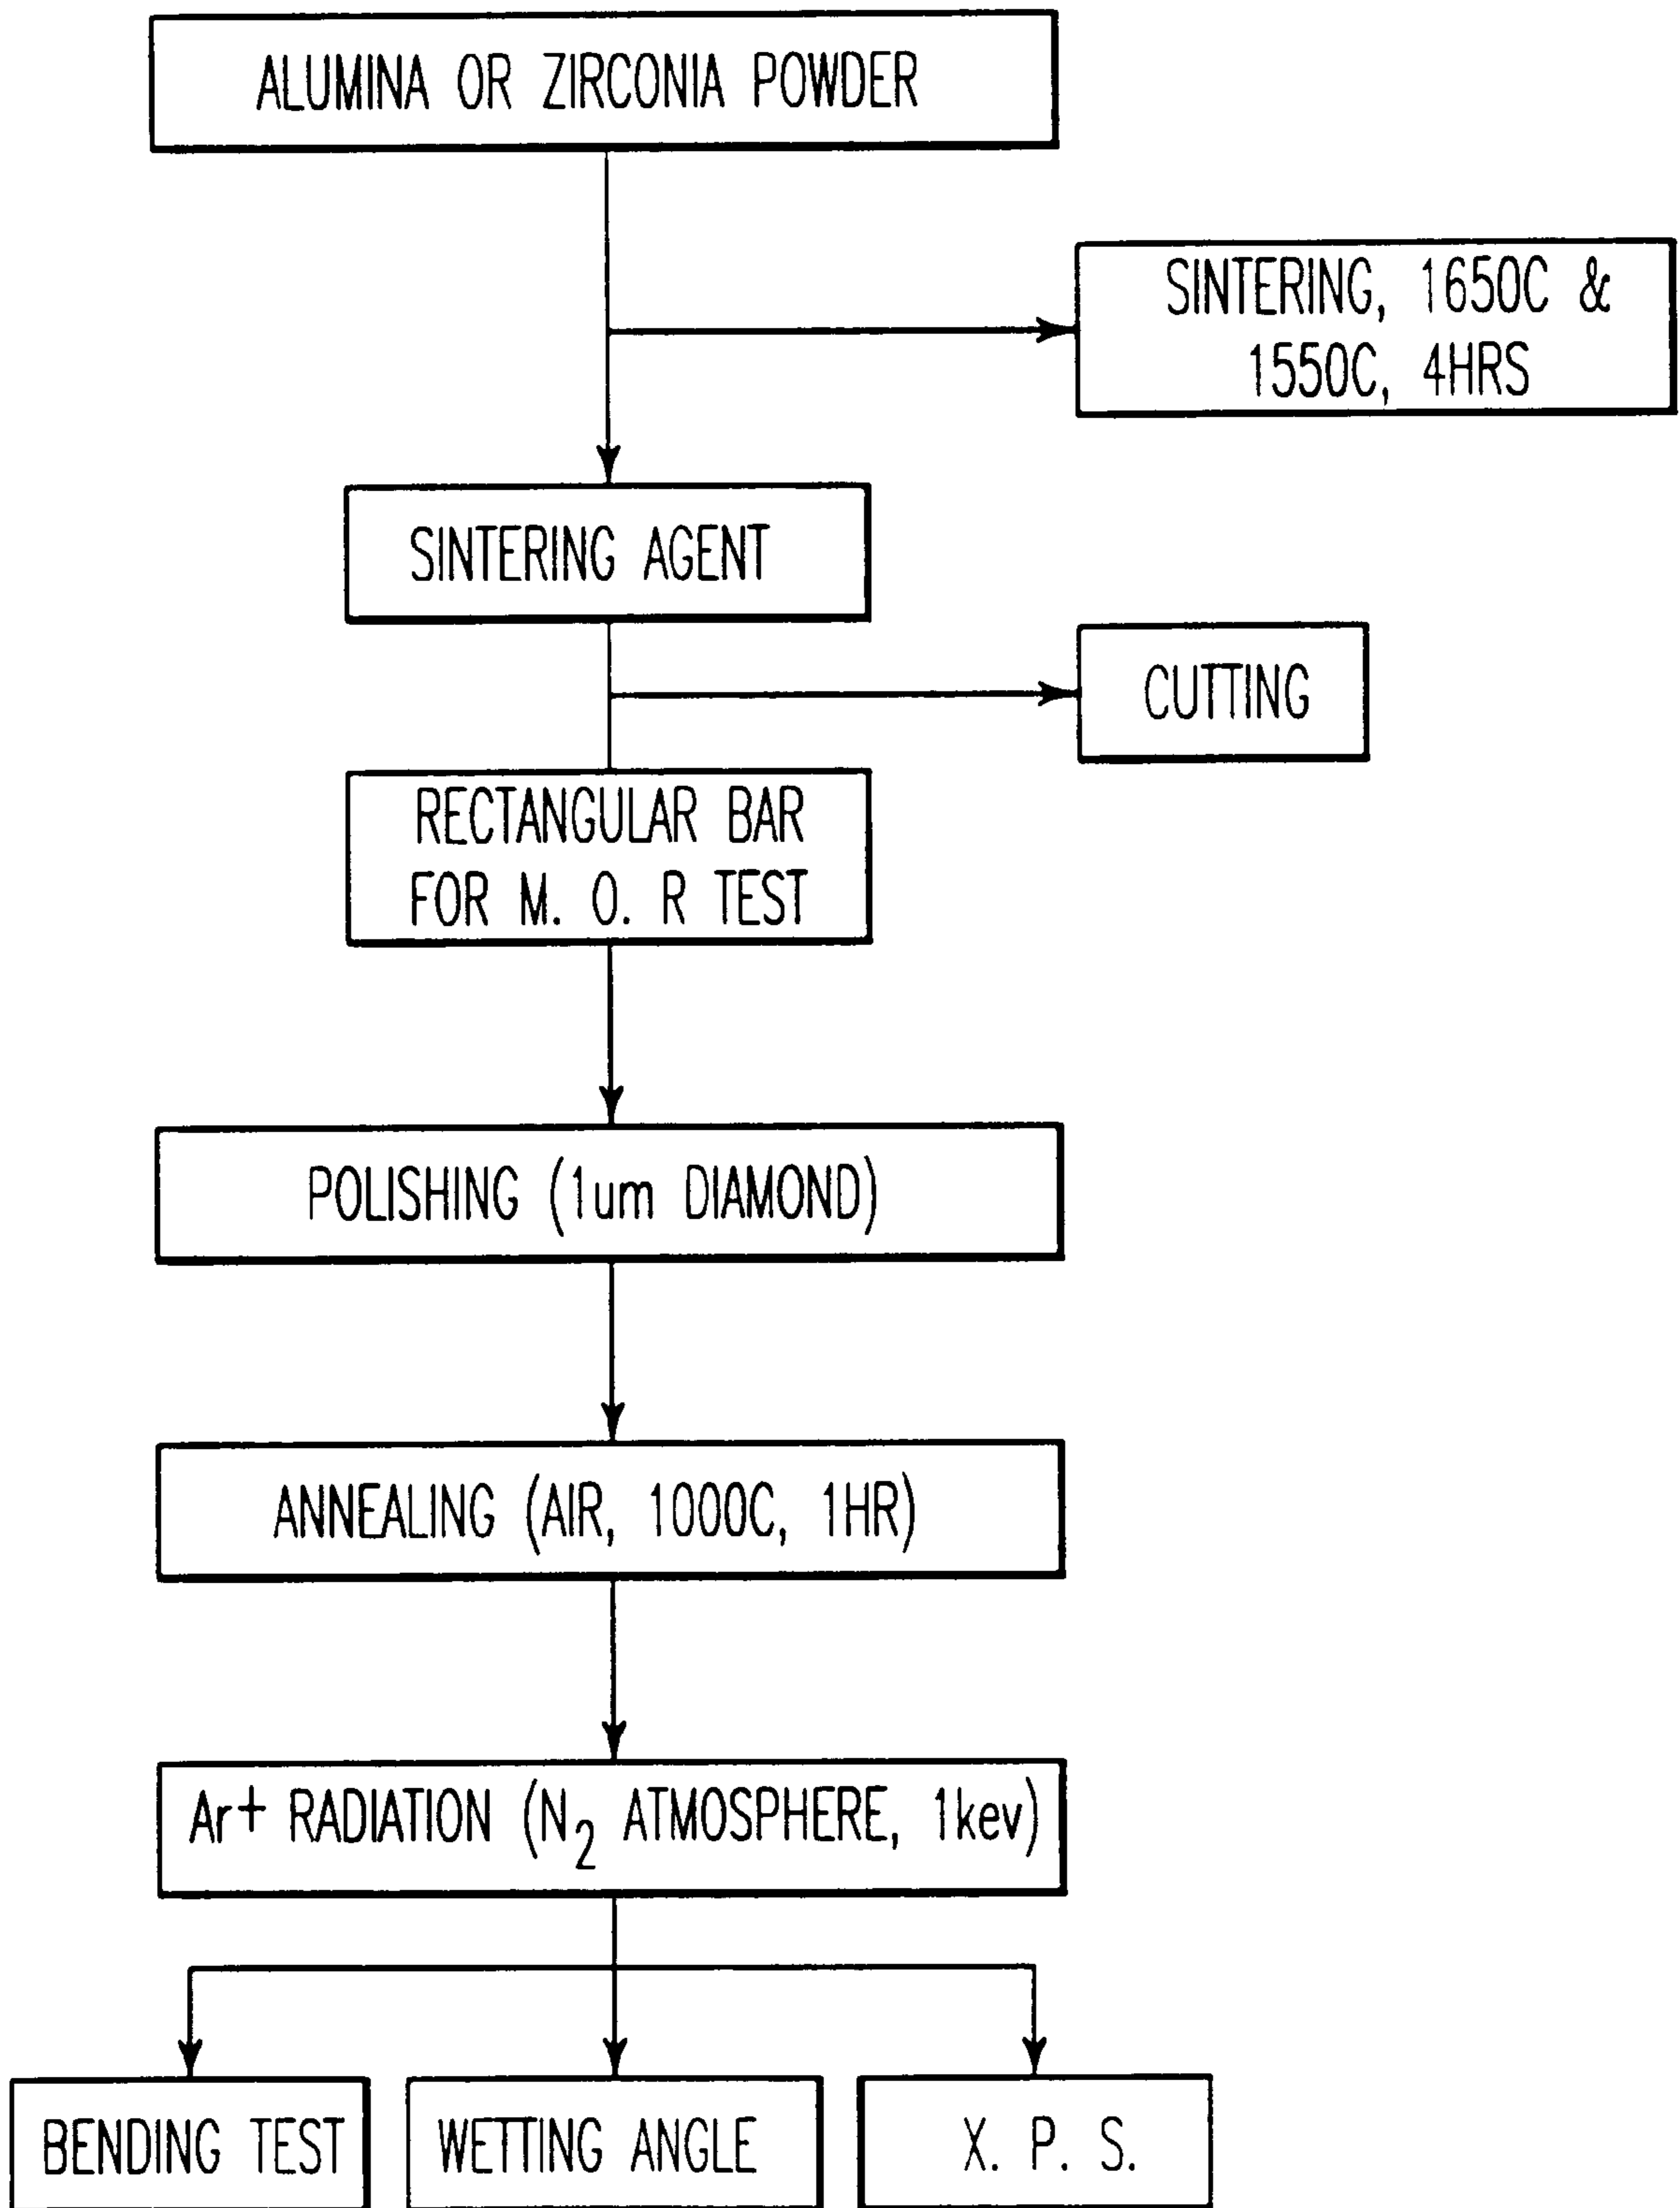 ALUMINA OR ZIRCONIA POWDER
SINTERING, 1650C &
1550C, 4HRS
SINTERING AGENT
CUTTING
RECTANGULAR BAR
FOR M. O. R TEST
POLISHING (1um DIAMOND)
ANNEALING (AIR, 1000C, 1HR)
Ar+ RADIATION (N₂ ATMOSPHERE, 1kev)
BENDING TEST
WETTING ANGLE
X. P. S.